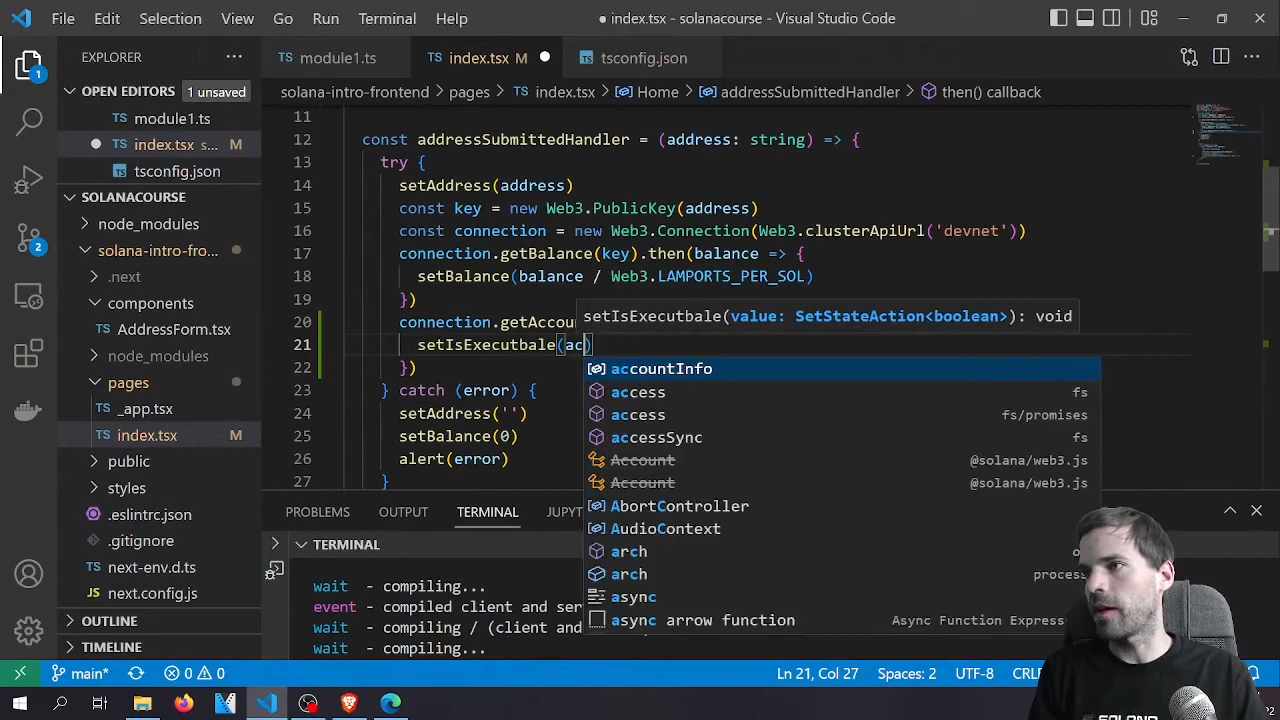 File Edit Selection View Go Run Terminal Help
● index.tsx - solanacourse - Visual Studio Code
EXPLORER
TS module1.ts
TS index.tsx M ●
tsconfig.json
1
OPEN EDITORS 1 unsaved
TS module1.ts
● TS index.tsx s... M
tsconfig.json
SOLANACOURSE
node_modules
solana-intro-fro...
.next
components
TS AddressForm.tsx
node_modules
pages
TS _app.tsx
TS index.tsx M
public
styles
.eslintrc.json
.gitignore
TS next-env.d.ts
JS next.config.js
OUTLINE
TIMELINE
2
solana-intro-frontend > pages > TS index.tsx > Home > addressSubmittedHandler > then() callback
11
12 const addressSubmittedHandler = (address: string) => {
13 try {
14 setAddress(address)
15 const key = new Web3.PublicKey(address)
16 const connection = new Web3.Connection(Web3.clusterApiUrl('devnet'))
17 connection.getBalance(key).then(balance => {
18 setBalance(balance / Web3.LAMPORTS_PER_SOL)
19 })
20 connection.getAccou
21 setIsExecutbale(ac)
22 })
23 } catch (error) {
24 setAddress('')
25 setBalance(0)
26 alert(error)
27 }
setIsExecutbale(value: SetStateAction<boolean>): void
accountInfo
access fs
access fs/promises
accessSync fs
Account @solana/web3.js
Account @solana/web3.js
AbortController
AudioContext
arch
arch process
async
async arrow function Async Function Express
PROBLEMS OUTPUT TERMINAL JUPYT
TERMINAL
wait - compiling...
event - compiled client and ser
wait - compiling / (client and
wait - compiling...
main* 0 0 Ln 21, Col 27 Spaces: 2 UTF-8 CRL
SOLANA